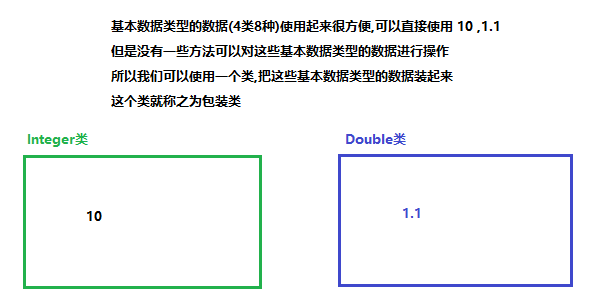 基本数据类型的数据(4类8种)使用起来很方便,可以直接使用 10 ,1.1
但是没有一些方法可以对这些基本数据类型的数据进行操作
所以我们可以使用一个类,把这些基本数据类型的数据装起来
这个类就称之为包装类
Integer类
Double类
10
1.1